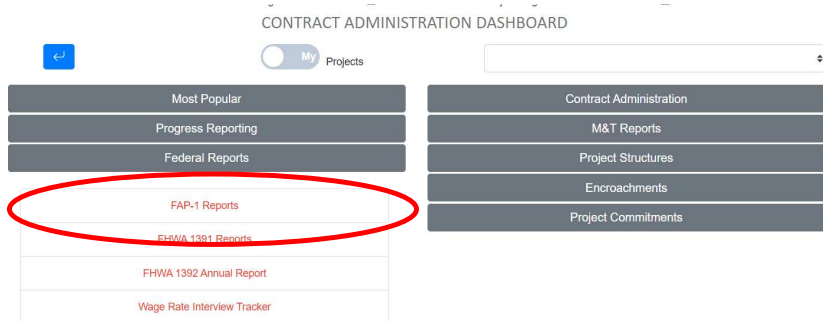 CONTRACT ADMINISTRATION DASHBOARD
My Projects
Most Popular
Progress Reporting
Federal Reports
FAP-1 Reports
FHWA 1391 Reports
FHWA 1392 Annual Report
Wage Rate Interview Tracker
Contract Administration
M&T Reports
Project Structures
Encroachments
Project Commitments